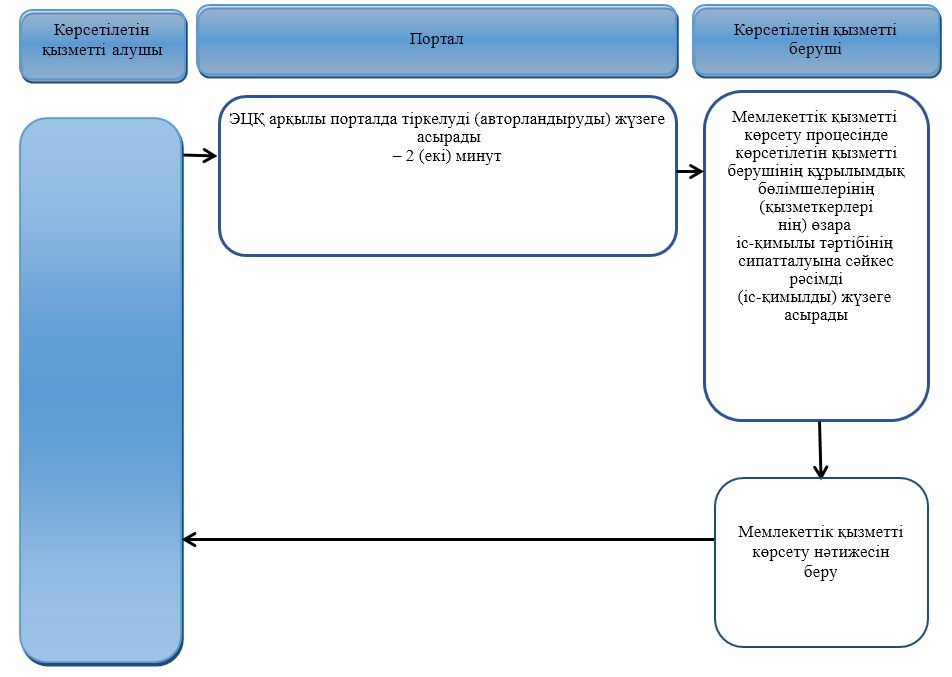 Көрсетілетін
қызметті алушы
Портал
Көрсетілетін қызметті
беруші
ЭЦҚ арқылы порталда тіркелуді (авторландыруды) жүзеге
асырады
– 2 (екі) минут
Мемлекеттік қызметті
көрсету процесінде
көрсетілетін қызметті
берушінің құрылымдық
бөлімшелерінің
(қызметкерлері
нің) өзара
іс-қимылы тәртібінің
сипатталуына сәйкес
рәсімді
(іс-қимылды) жүзеге
асырады
Мемлекеттік қызметті
көрсету нәтижесін
беру